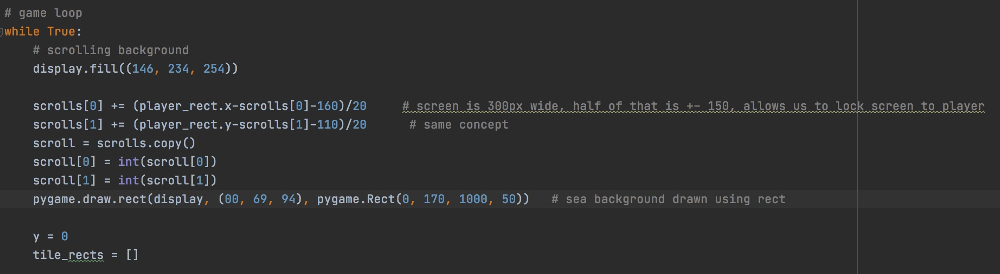 # game loop
while True:
    # scrolling background
    display.fill((146, 234, 254))

    scrolls[0] += (player_rect.x-scrolls[0]-160)/20     # screen is 300px wide, half of that is +- 150, allows us to lock screen to player
    scrolls[1] += (player_rect.y-scrolls[1]-110)/20      # same concept
    scroll = scrolls.copy()
    scroll[0] = int(scroll[0])
    scroll[1] = int(scroll[1])
    pygame.draw.rect(display, (00, 69, 94), pygame.Rect(0, 170, 1000, 50))   # sea background drawn using rect

    y = 0
    tile_rects = []